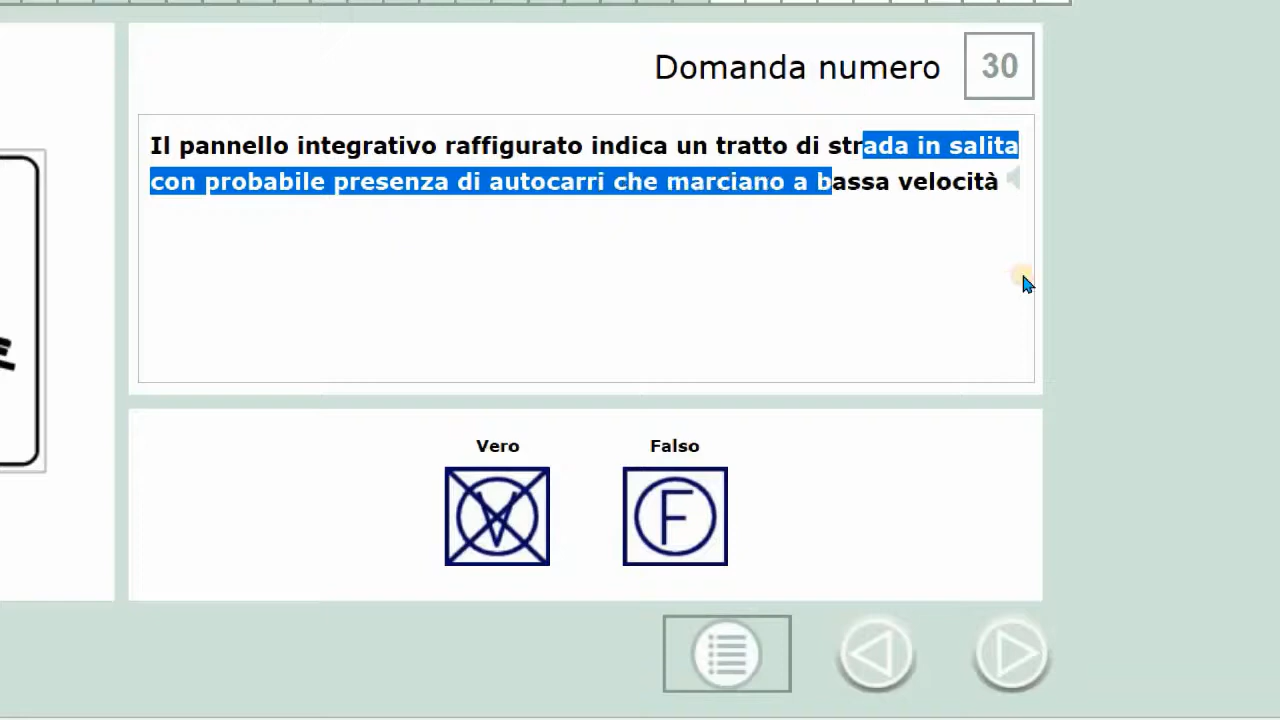 Domanda numero 30
Il pannello integrativo raffigurato indica un tratto di strada in salita
con probabile presenza di autocarri che marciano a bassa velocità
Vero Falso
V F